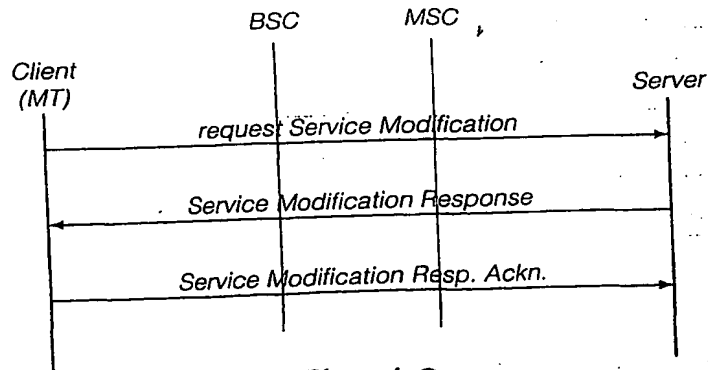 BSC MSC
Client
(MT)
Server
request Service Modification
Service Modification Response
Service Modification Resp. Ackn.